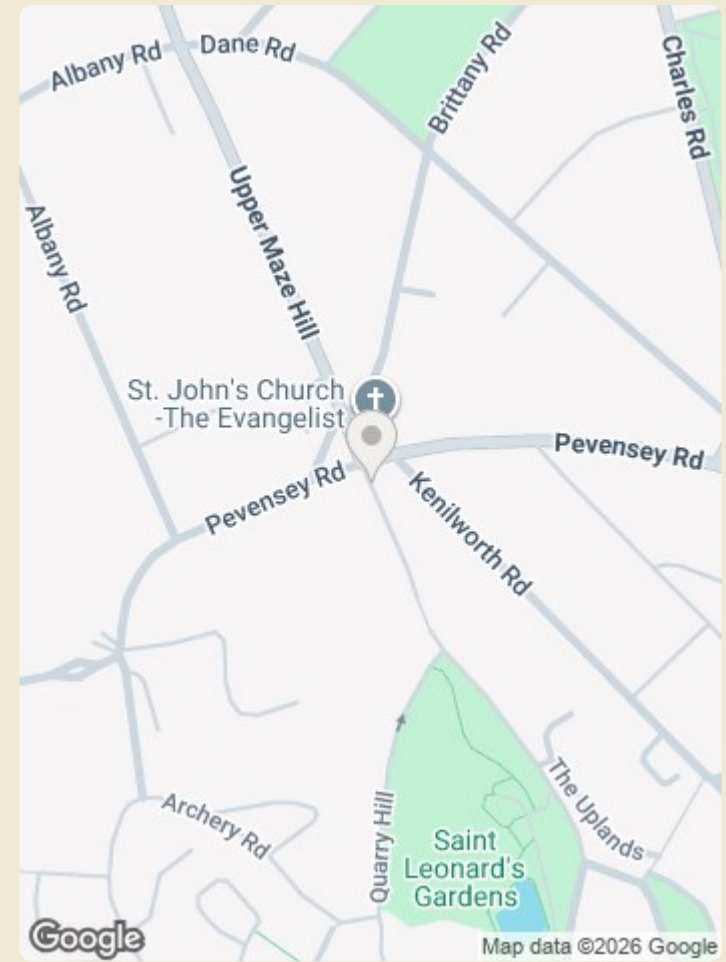 Albany Rd
Dane Rd
Brittany Rd
Charles Rd
Albany Rd
Upper Maze Hill
St. John's Church
-The Evangelist
Pevensey Rd
Pevensey Rd
Kenilworth Rd
Archery Rd
Quarry Hill
The Uplands
Saint
Leonard's
Gardens
Google
Map data ©2026 Google